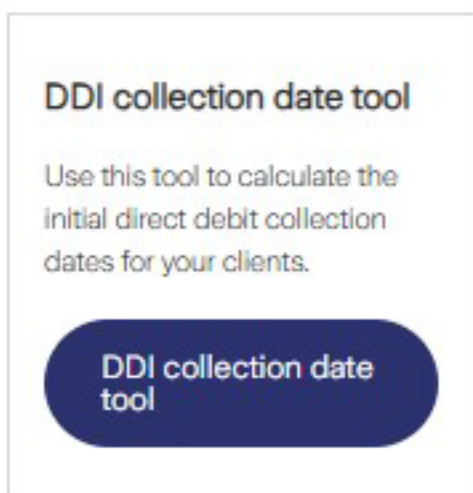 DDI collection date tool
Use this tool to calculate the
initial direct debit collection
dates for your clients.
DDI collection date
tool